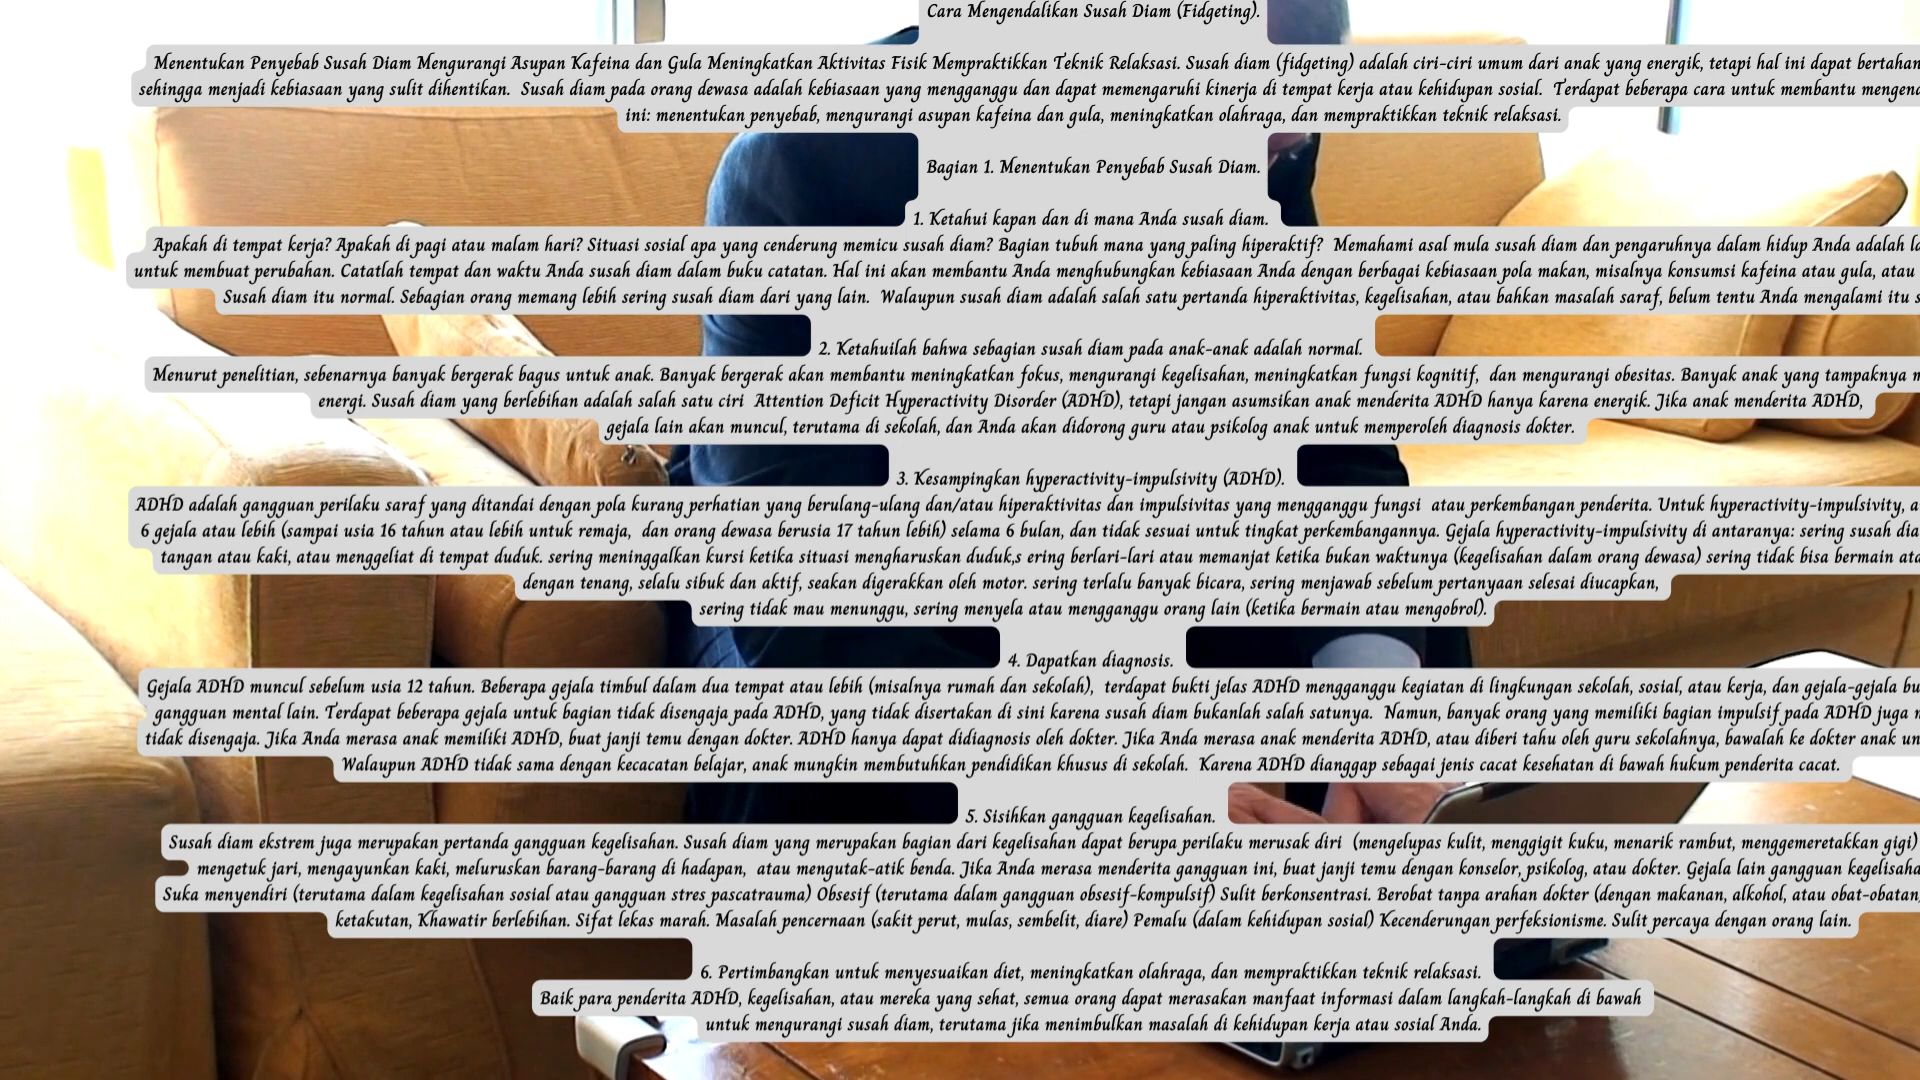 Cara Mengendalikan Susah Diam (Fidgeting).
Menentukan Penyebab Susah Diam Mengurangi Asupan Kafeina dan Gula Meningkatkan Aktivitas Fisik Mempraktikkan Teknik Relaksasi. Susah diam (fidgeting) adalah ciri-ciri umum dari anak yang energik, tetapi hal ini dapat bertahan
sehingga menjadi kebiasaan yang sulit dihentikan. Susah diam pada orang dewasa adalah kebiasaan yang mengganggu dan dapat memengaruhi kinerja di tempat kerja atau kehidupan sosial. Terdapat beberapa cara untuk membantu
ini: menentukan penyebab, mengurangi asupan kafeina dan gula, meningkatkan olahraga, dan mempraktikkan teknik relaksasi.
Bagian 1. Menentukan Penyebab Susah Diam.
1. Ketahui kapan dan di mana Anda susah diam.
Apakah di tempat kerja? Apakah di pagi atau malam hari? Situasi sosial apa yang cenderung memicu susah diam? Bagian tubuh mana yang paling hiperaktif? Memahami asal mula susah diam dan pengaruhnya dalam hidup Anda adalah
untuk membuat perubahan. Catatlah tempat dan waktu Anda susah diam dalam buku catatan. Hal ini akan membantu Anda menghubungkan kebiasaan Anda dengan berbagai kebiasaan pola makan, misalnya konsumsi kafeina atau gula, atau
Susah diam itu normal. Sebagian orang memang lebih sering susah diam dari yang lain. Walaupun susah diam adalah salah satu pertanda hiperaktivitas, kegelisahan, atau bahkan masalah saraf, belum tentu Anda mengalami itu
2. Ketahuilah bahwa sebagian susah diam pada anak-anak adalah normal.
Menurut penelitian, sebenarnya banyak bergerak bagus untuk anak. Banyak bergerak akan membantu meningkatkan fokus, mengurangi kegelisahan, meningkatkan fungsi kognitif, dan mengurangi obesitas. Banyak anak yang tampaknya
energi. Susah diam yang berlebihan adalah salah satu ciri Attention Deficit Hyperactivity Disorder (ADHD), tetapi jangan asumsikan anak menderita ADHD hanya karena energik. Jika anak menderita ADHD,
gejala lain akan muncul, terutama di sekolah, dan Anda akan didorong guru atau psikolog anak untuk memperoleh diagnosis dokter.
3. Kesampingkan hyperactivity-impulsivity (ADHD).
ADHD adalah gangguan perilaku saraf yang ditandai dengan pola kurang perhatian yang berulang-ulang dan/atau hiperaktivitas dan impulsivitas yang mengganggu fungsi atau perkembangan penderita. Untuk hyperactivity-impulsivity,
6 gejala atau lebih (sampai usia 16 tahun atau lebih untuk remaja, dan orang dewasa berusia 17 tahun lebih) selama 6 bulan, dan tidak sesuai untuk tingkat perkembangannya. Gejala hyperactivity-impulsivity di antaranya: sering susah
tangan atau kaki, atau menggeliat di tempat duduk. sering meninggalkan kursi ketika situasi mengharuskan duduk,s ering berlari-lari atau memanjat ketika bukan waktunya (kegelisahan dalam orang dewasa) sering tidak bisa bermain
dengan tenang, selalu sibuk dan aktif, seakan digerakkan oleh motor. sering terlalu banyak bicara, sering menjawab sebelum pertanyaan selesai diucapkan,
sering tidak mau menunggu, sering menyela atau mengganggu orang lain (ketika bermain atau mengobrol).
4. Dapatkan diagnosis.
Gejala ADHD muncul sebelum usia 12 tahun. Beberapa gejala timbul dalam dua tempat atau lebih (misalnya rumah dan sekolah), terdapat bukti jelas ADHD mengganggu kegiatan di lingkungan sekolah, sosial, atau kerja, dan gejala-gejala
gangguan mental lain. Terdapat beberapa gejala untuk bagian tidak disengaja pada ADHD, yang tidak disertakan di sini karena susah diam bukanlah salah satunya. Namun, banyak orang yang memiliki bagian impulsif pada ADHD juga
tidak disengaja. Jika Anda merasa anak memiliki ADHD, buat janji temu dengan dokter. ADHD hanya dapat didiagnosis oleh dokter. Jika Anda merasa anak menderita ADHD, atau diberi tahu oleh guru sekolahnya, bawalah ke dokter anak
Walaupun ADHD tidak sama dengan kecacatan belajar, anak mungkin membutuhkan pendidikan khusus di sekolah. Karena ADHD dianggap sebagai jenis cacat kesehatan di bawah hukum penderita cacat.
5. Sisihkan gangguan kegelisahan.
Susah diam ekstrem juga merupakan pertanda gangguan kegelisahan. Susah diam yang merupakan bagian dari kegelisahan dapat berupa perilaku merusak diri (mengelupas kulit, menggigit kuku, menarik rambut, menggemeretakkan gigi)
mengetuk jari, mengayunkan kaki, meluruskan barang-barang di hadapan, atau mengutak-atik benda. Jika Anda merasa menderita gangguan ini, buat janji temu dengan konselor, psikolog, atau dokter. Gejala lain gangguan
Suka menyendiri (terutama dalam kegelisahan sosial atau gangguan stres pascatrauma) Obsesif (terutama dalam gangguan obsesif-kompulsif) Sulit berkonsentrasi. Berobat tanpa arahan dokter (dengan makanan, alkohol, atau obat-obatan,
ketakutan, Khawatir berlebihan. Sifat lekas marah. Masalah pencernaan (sakit perut, mulas, sembelit, diare) Pemalu (dalam kehidupan sosial) Kecenderungan perfeksionisme. Sulit percaya dengan orang lain.
6. Pertimbangkan untuk menyesuaikan diet, meningkatkan olahraga, dan mempraktikkan teknik relaksasi.
Baik para penderita ADHD, kegelisahan, atau mereka yang sehat, semua orang dapat merasakan manfaat informasi dalam langkah-langkah di bawah
untuk mengurangi susah diam, terutama jika menimbulkan masalah di kehidupan kerja atau sosial Anda.